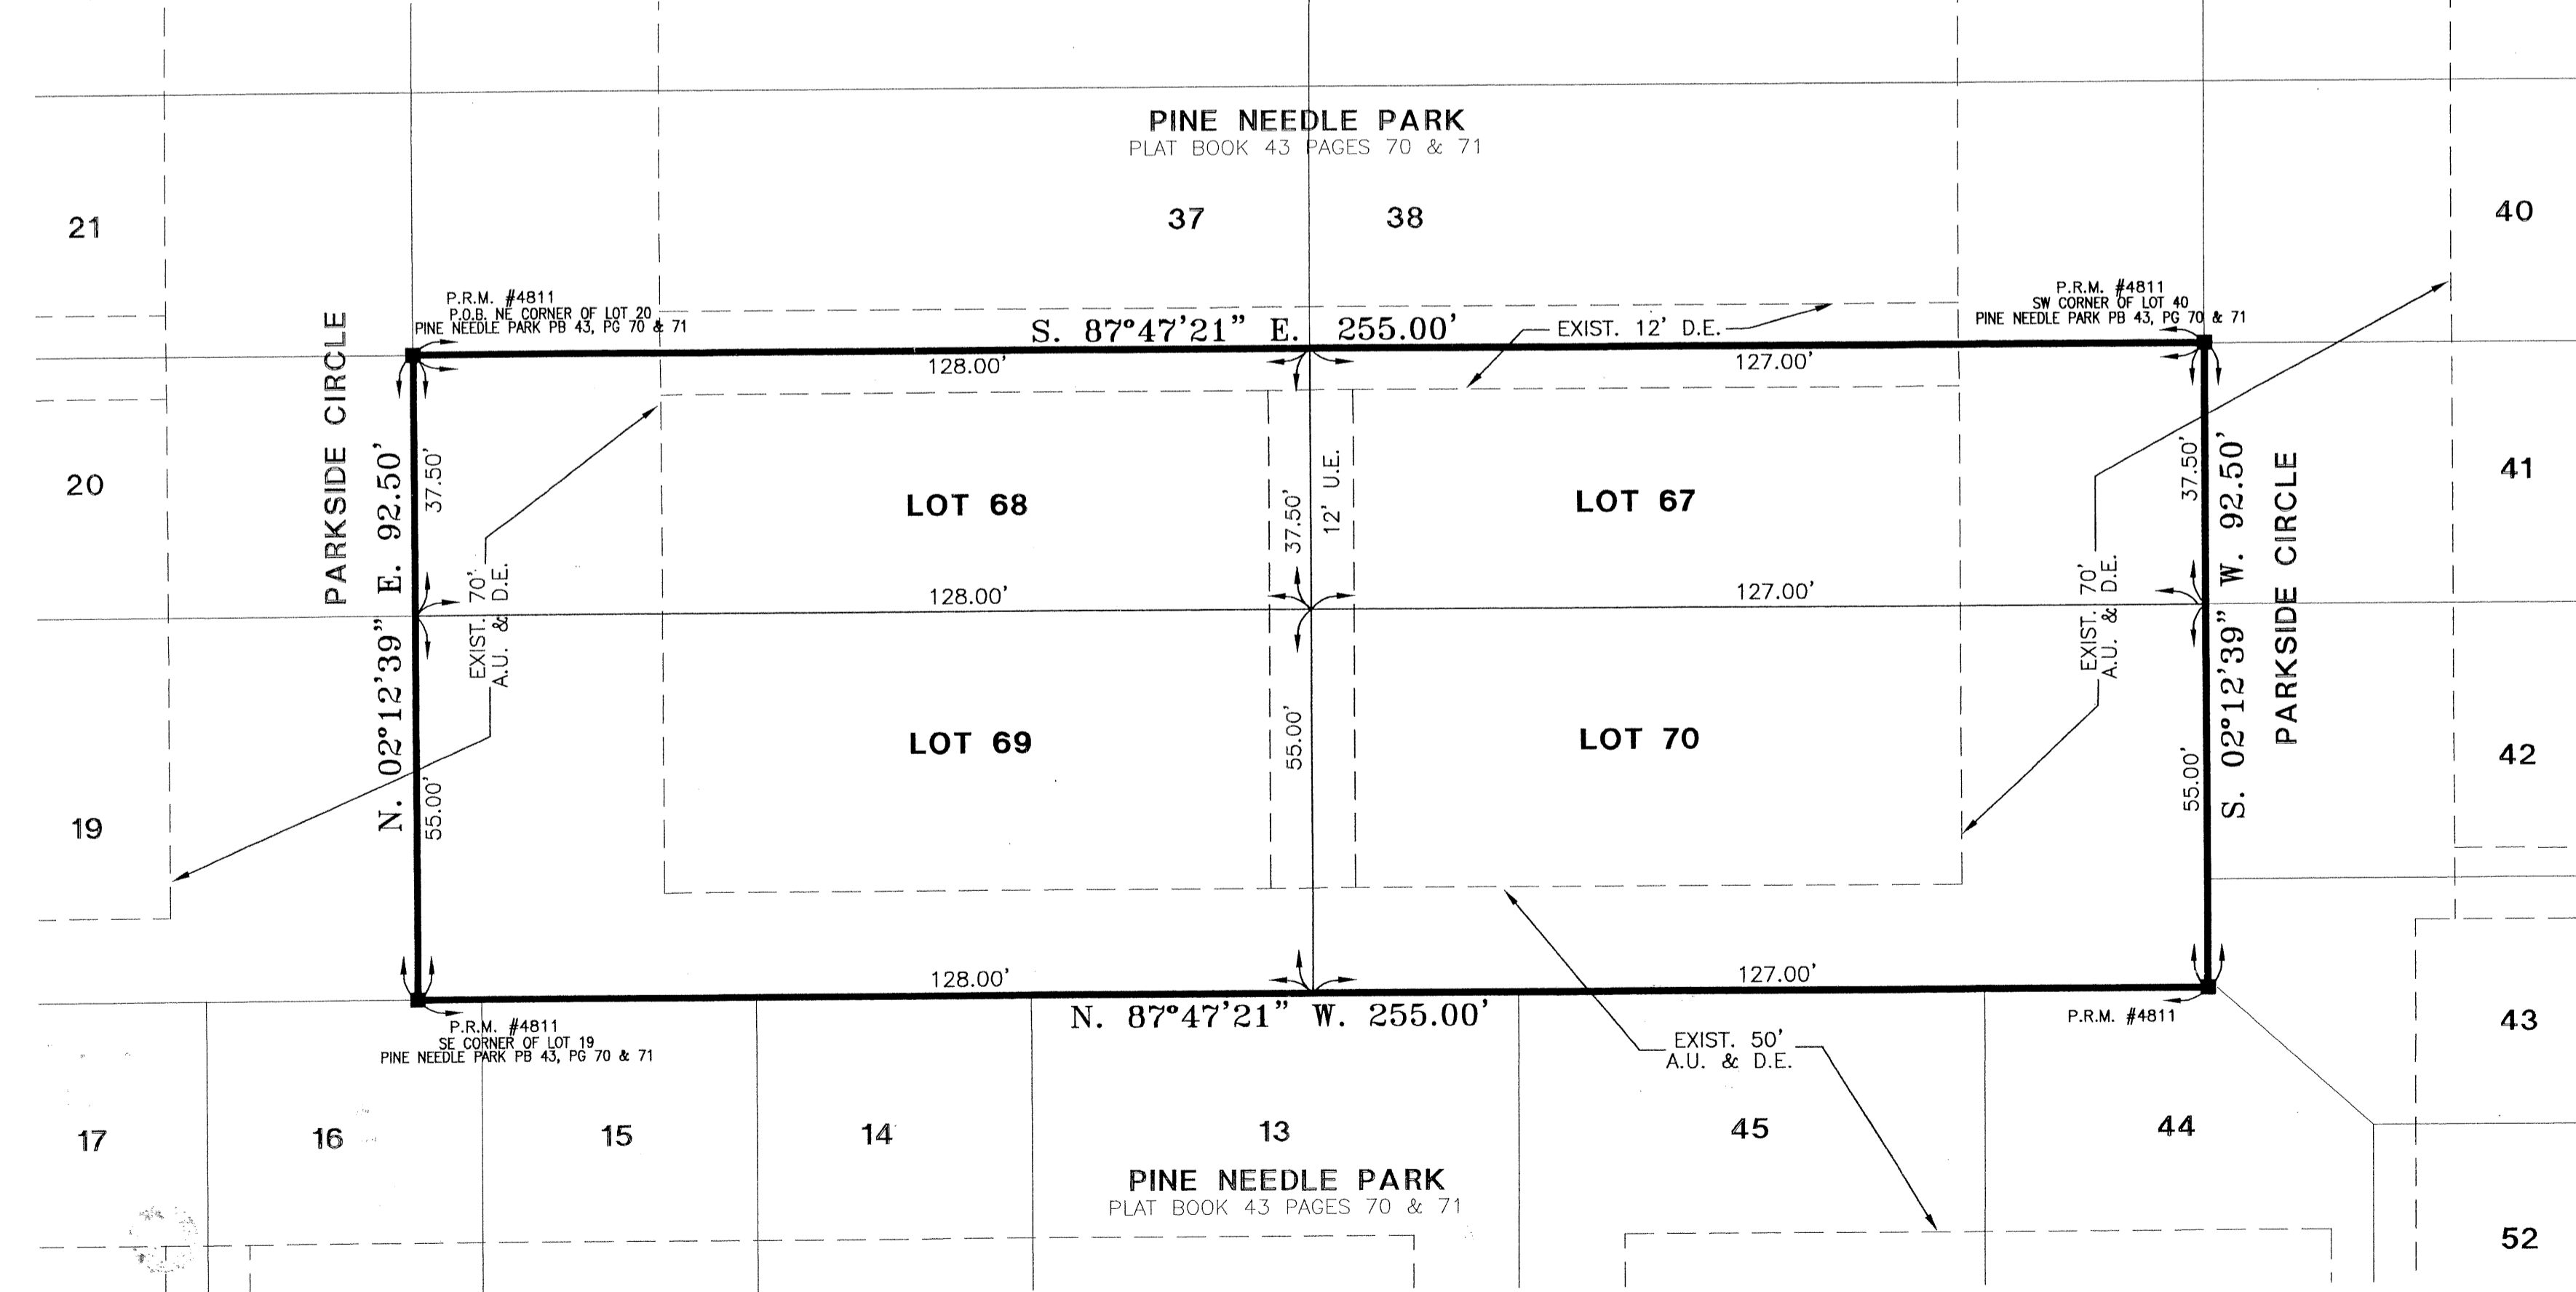 PINE NEEDLE PARK
PLAT BOOK 43 PAGES 70 & 71
21
37
38
40
P.R.M. #4811
P.O.B. NE CORNER OF LOT 20
PINE NEEDLE PARK PB 43, PG 70 & 71
P.R.M. #4811
SW CORNER OF LOT 40
PINE NEEDLE PARK PB 43, PG 70 & 71
S. 87°47'21" E. 255.00'
EXIST. 12' D.E.
128.00'
127.00'
PARKSIDE CIRCLE
N. 02°12'39" E. 92.50'
37.50'
EXIST. 70'
A.U. & D.E.
20
LOT 68
37.50'
12' U.E.
LOT 67
EXIST. 70'
A.U. & D.E.
37.50'
S. 02°12'39" W. 92.50'
PARKSIDE CIRCLE
41
128.00'
127.00'
19
55.00'
LOT 69
55.00'
LOT 70
55.00'
42
128.00'
127.00'
N. 87°47'21" W. 255.00'
P.R.M. #4811
SE CORNER OF LOT 19
PINE NEEDLE PARK PB 43, PG 70 & 71
P.R.M. #4811
43
EXIST. 50'
A.U. & D.E.
17
16
15
14
13
45
44
PINE NEEDLE PARK
PLAT BOOK 43 PAGES 70 & 71
52